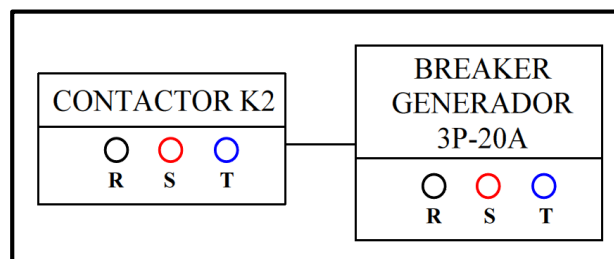 CONTACTOR K2
R S T
BREAKER
GENERADOR
3P-20A
R S T